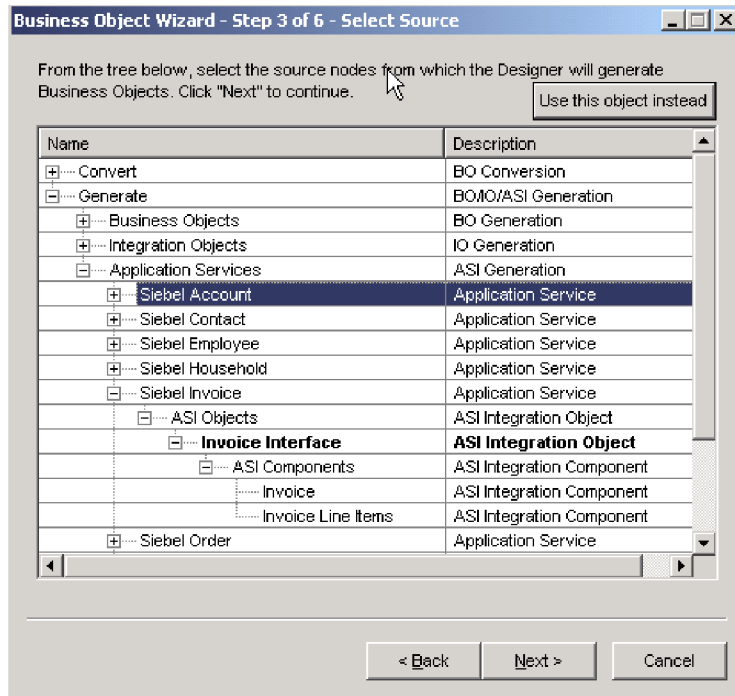 Business Object Wizard - Step 3 of 6 - Select Source
From the tree below, select the source nodes from which the Designer will generate
Business Objects. Click "Next" to continue.
Use this object instead
Name Description
Convert BO Conversion
Generate BO/IO/ASI Generation
Business Objects BO Generation
Integration Objects IO Generation
Application Services ASI Generation
Siebel Account Application Service
Siebel Contact Application Service
Siebel Employee Application Service
Siebel Household Application Service
Siebel Invoice Application Service
ASI Objects ASI Integration Object
Invoice Interface ASI Integration Object
ASI Components ASI Integration Component
Invoice ASI Integration Component
Invoice Line Items ASI Integration Component
Siebel Order Application Service
< Back Next > Cancel